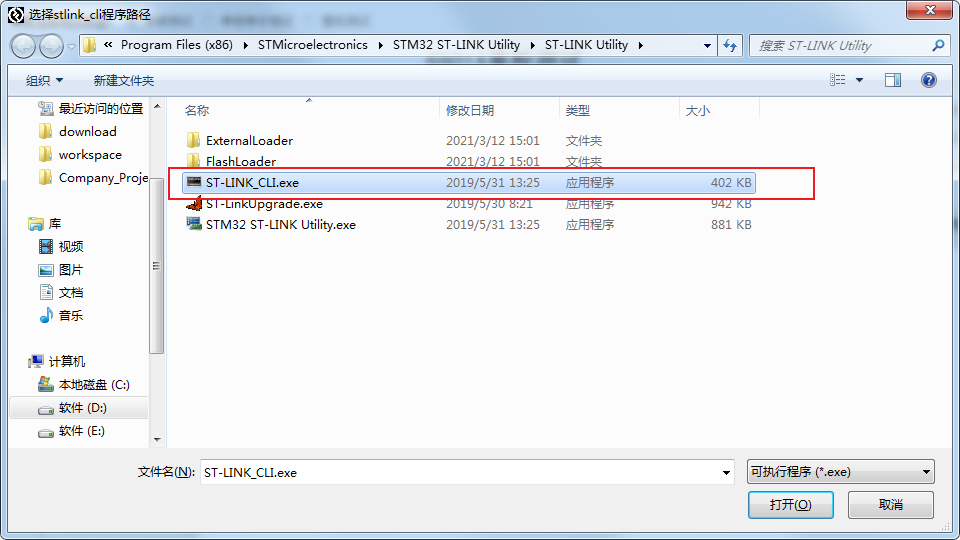 选择stlink_cli程序路径
« Program Files (x86) STMicroelectronics STM32 ST-LINK Utility ST-LINK Utility
搜索 ST-LINK Utility
组织 新建文件夹
最近访问的位置
download
workspace
Company_Proje
库
视频
图片
文档
音乐
计算机
本地磁盘 (C:)
软件 (D:)
软件 (E:)
名称 修改日期 类型 大小
ExternalLoader 2021/3/12 15:01 文件夹
FlashLoader 2021/3/12 15:01 文件夹
ST-LINK_CLI.exe 2019/5/31 13:25 应用程序 402 KB
ST-LinkUpgrade.exe 2019/5/30 8:21 应用程序 942 KB
STM32 ST-LINK Utility.exe 2019/5/31 13:25 应用程序 881 KB
文件名(N): ST-LINK_CLI.exe 可执行程序 (*.exe)
打开(O) 取消